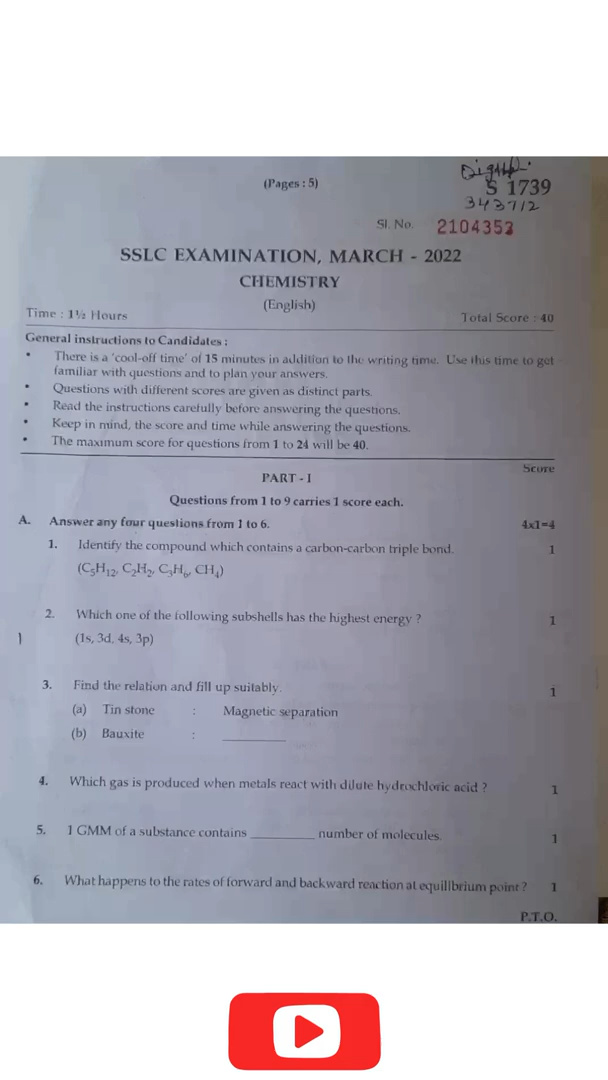 (Pages : 5)
S 1739
343712
Sl. No. 2104353
SSLC EXAMINATION, MARCH - 2022
CHEMISTRY
(English)
Time : 1½ Hours
Total Score : 40
General instructions to Candidates :
• There is a 'cool-off time' of 15 minutes in addition to the writing time. Use this time to get
familiar with questions and to plan your answers.
• Questions with different scores are given as distinct parts.
• Read the instructions carefully before answering the questions.
• Keep in mind, the score and time while answering the questions.
• The maximum score for questions from 1 to 24 will be 40.
Score
PART - I
Questions from 1 to 9 carries 1 score each.
A. Answer any four questions from 1 to 6. 4x1=4
1. Identify the compound which contains a carbon-carbon triple bond. 1
(C₅H₁₂, C₂H₂, C₃H₆, CH₄)
2. Which one of the following subshells has the highest energy ? 1
(1s, 3d, 4s, 3p)
3. Find the relation and fill up suitably. 1
(a) Tin stone : Magnetic separation
(b) Bauxite : ________
4. Which gas is produced when metals react with dilute hydrochloric acid ? 1
5. 1 GMM of a substance contains ________ number of molecules. 1
6. What happens to the rates of forward and backward reaction at equilibrium point ? 1
P.T.O.